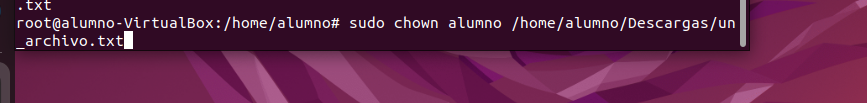 .txt
root@alumno-VirtualBox:/home/alumno# sudo chown alumno /home/alumno/Descargas/un
_archivo.txt